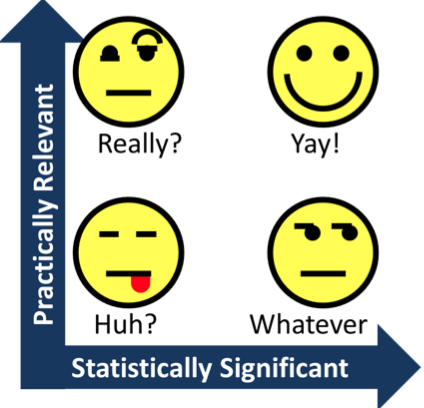 Practically Relevant
Really?
Yay!
Huh?
Whatever
Statistically Significant